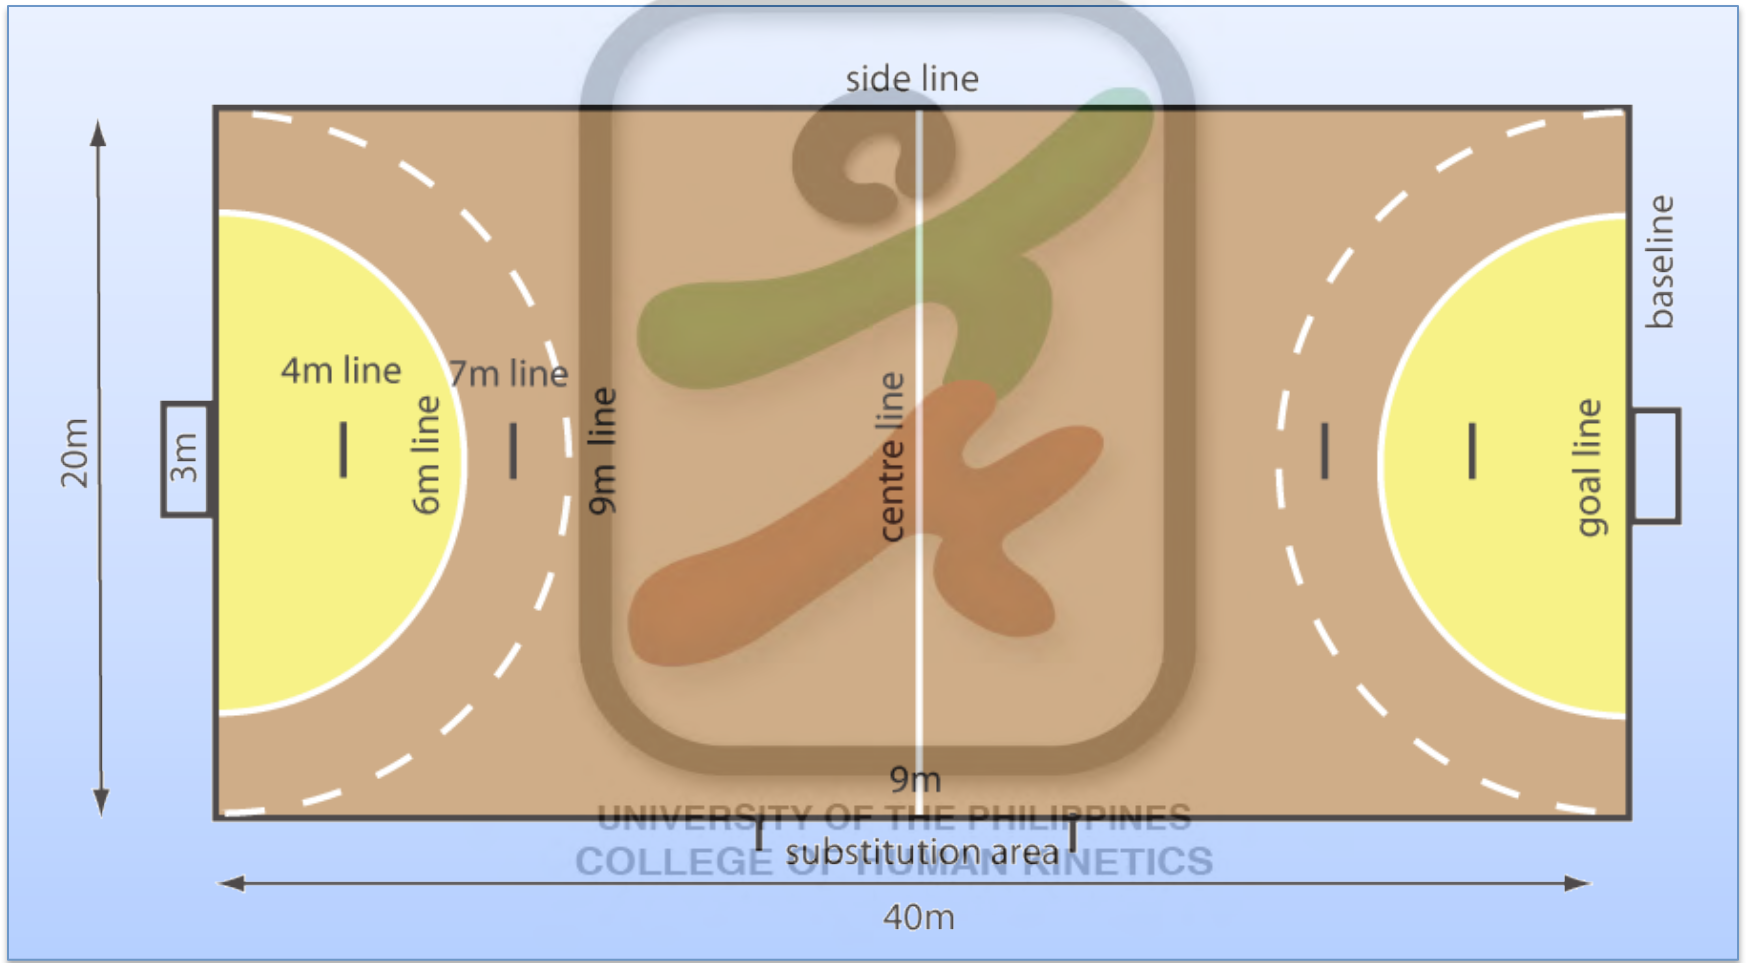 side line
baseline
4m line
7m line
20m
3m
6m line
9m line
centre line
goal line
9m
UNIVERSITY OF THE PHILIPPINES
substitution area
COLLEGE OF HUMAN KINETICS
40m